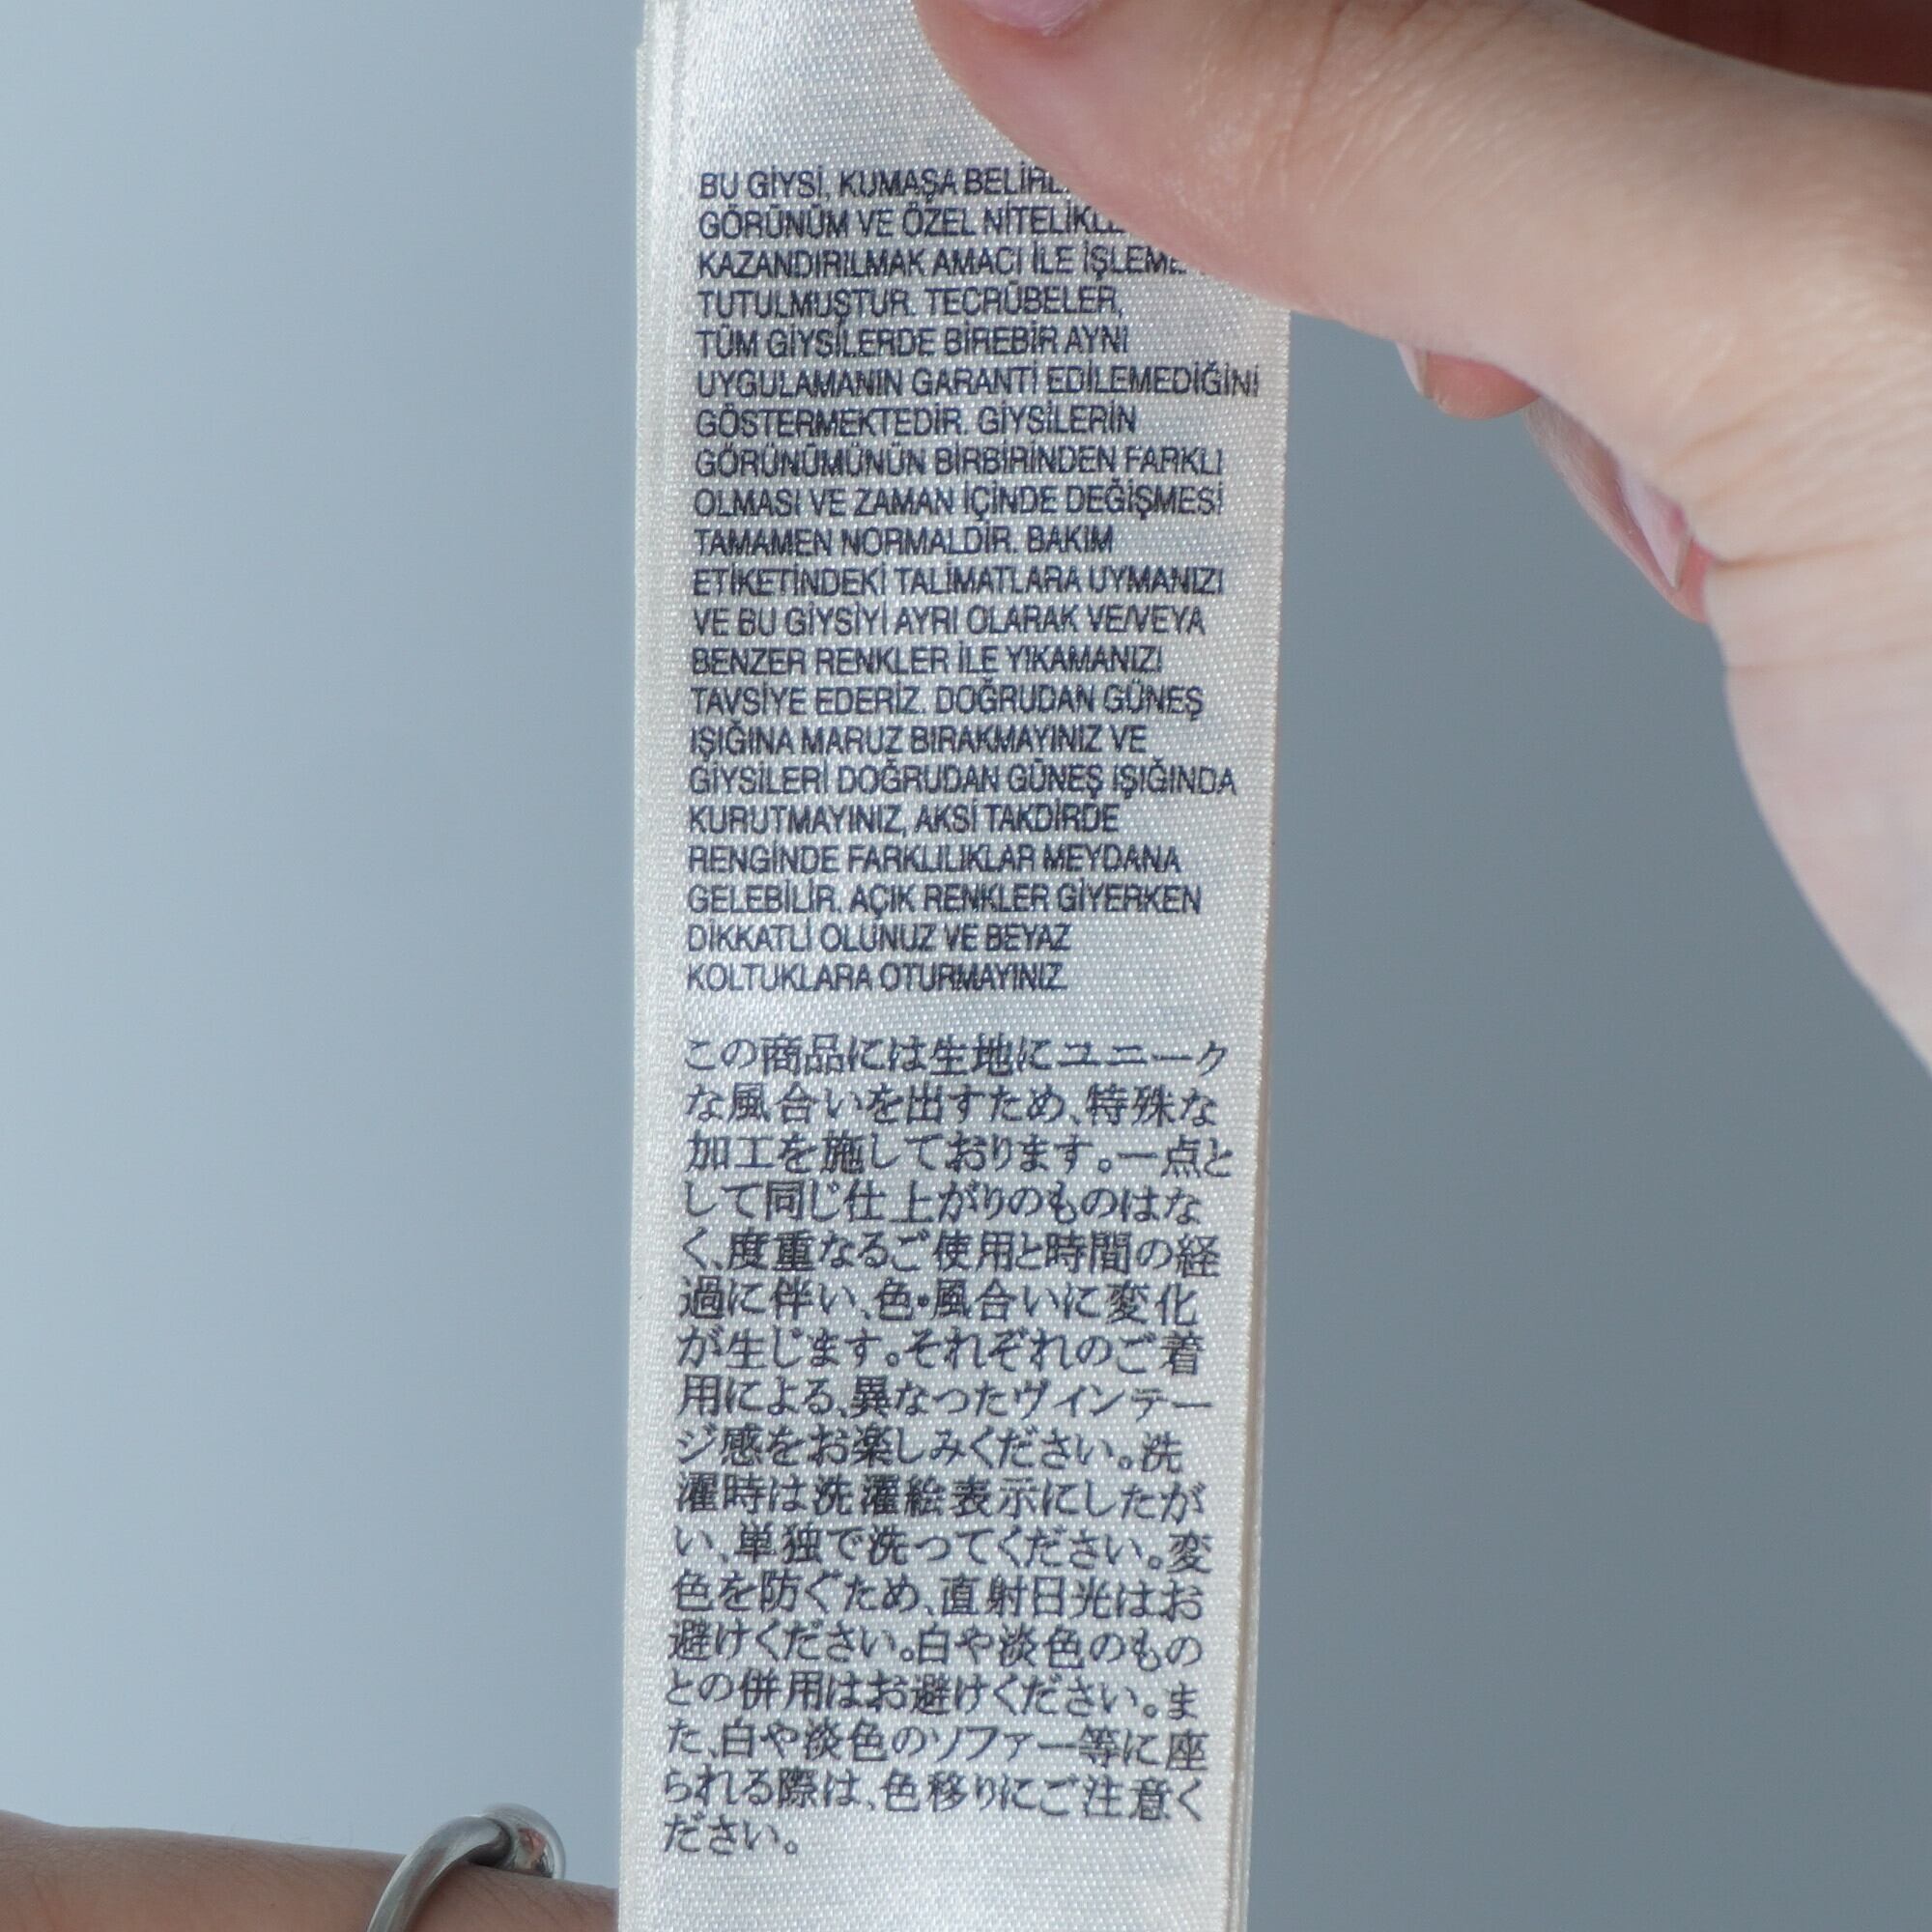 BU GİYSİ, KUMAŞA
GÖRÜNÜM VE ÖZEL
KAZANDIRILMAK AMACI İLE
TUTULMUŞTUR. TECRÜBELER,
TÜM GİYSİLERDE BİREBİR AYNI
UYGULAMANIN GARANTİ EDİLEMEDİĞİNİ
GÖSTERMEKTEDİR. GİYSİLERİN
GÖRÜNÜMÜNÜN BİRBİRİNDEN FARKLI
OLMASI VE ZAMAN İÇİNDE DEĞİŞMESİ
TAMAMEN NORMALDİR. BAKIM
ETİKETİNDEKİ TALİMATLARA UYMANIZI
VE BU GİYSİYİ AYRI OLARAK VE/VEYA
BENZER RENKLER İLE YIKAMANIZI
TAVSİYE EDERİZ. DOĞRUDAN GÜNEŞ
IŞIĞINA MARUZ BIRAKMAYINIZ VE
GİYSİLERİ DOĞRUDAN GÜNEŞ IŞIĞINDA
KURUTMAYINIZ, AKSİ TAKDİRDE
RENGİNDE FARKLILIKLAR MEYDANA
GELEBİLİR. AÇIK RENKLER GİYERKEN
DİKKATLİ OLUNUZ VE BEYAZ
KOLTUKLARA OTURMAYINIZ.
この商品には生地にユニーク
な風合いを出すため、特殊な
加工を施しております。一点と
して同じ仕上がりのものはな
く、度重なるご使用と時間の経
過に伴い、色・風合いに変化
が生じます。それぞれのご着
用による、異なったヴィンテー
ジ感をお楽しみください。洗
濯時は洗濯絵表示にしたが
い、単独で洗ってください。変
色を防ぐため、直射日光はお
避けください。白や淡色のもの
との併用はお避けください。ま
た、白や淡色のソファー等に座
られる際は、色移りにご注意く
ださい。